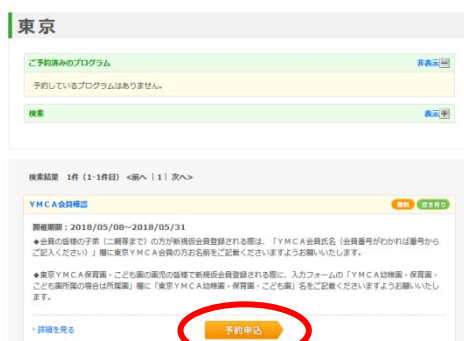 東京
ご予約済みのプログラム 非表示
予約しているプログラムはありません。
検索 表示
検索結果 1件 (1-1件目) <前へ | 1 | 次へ>
YMCA会員確認 無料 空き有り
開催期間：2018/05/08～2018/05/31
◆会員の皆様の子弟（二親等まで）の方が新規仮会員登録される際は、「YMCA会員氏名（会員番号がわかれば番号から
ご記入ください）」欄に東京YMCA会員の方お名前をご記載くださいますようお願いいたします。
◆東京YMCA保育園・こども園の園児の皆様で新規仮会員登録される際に、入力フォームの「YMCA幼稚園・保育園・
こども園所属の場合は所属園」欄に「東京YMCA幼稚園・保育園・こども園」名をご記載くださいますようお願いいたし
ます。
詳細を見る 予約申込